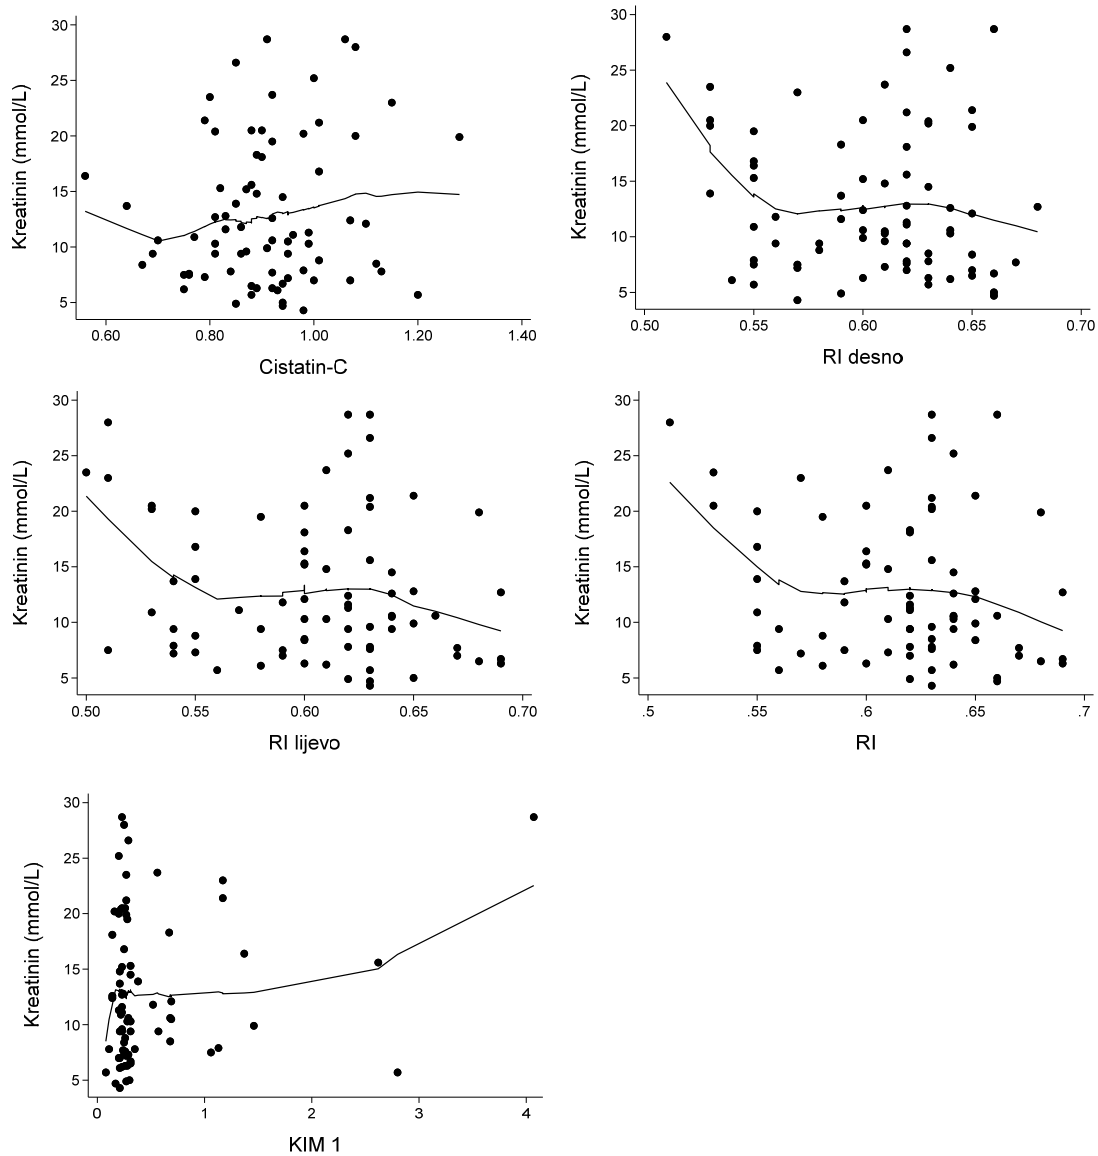 Kreatinin (mmol/L)
30
25
20
15
10
5
0.60 0.80 1.00 1.20 1.40
Cistatin-C
Kreatinin (mmol/L)
30
25
20
15
10
5
0.50 0.55 0.60 0.65 0.70
RI desno
Kreatinin (mmol/L)
30
25
20
15
10
5
0.50 0.55 0.60 0.65 0.70
RI lijevo
Kreatinin (mmol/L)
30
25
20
15
10
5
.5 .55 .6 .65 .7
RI
Kreatinin (mmol/L)
30
25
20
15
10
5
0 1 2 3 4
KIM 1